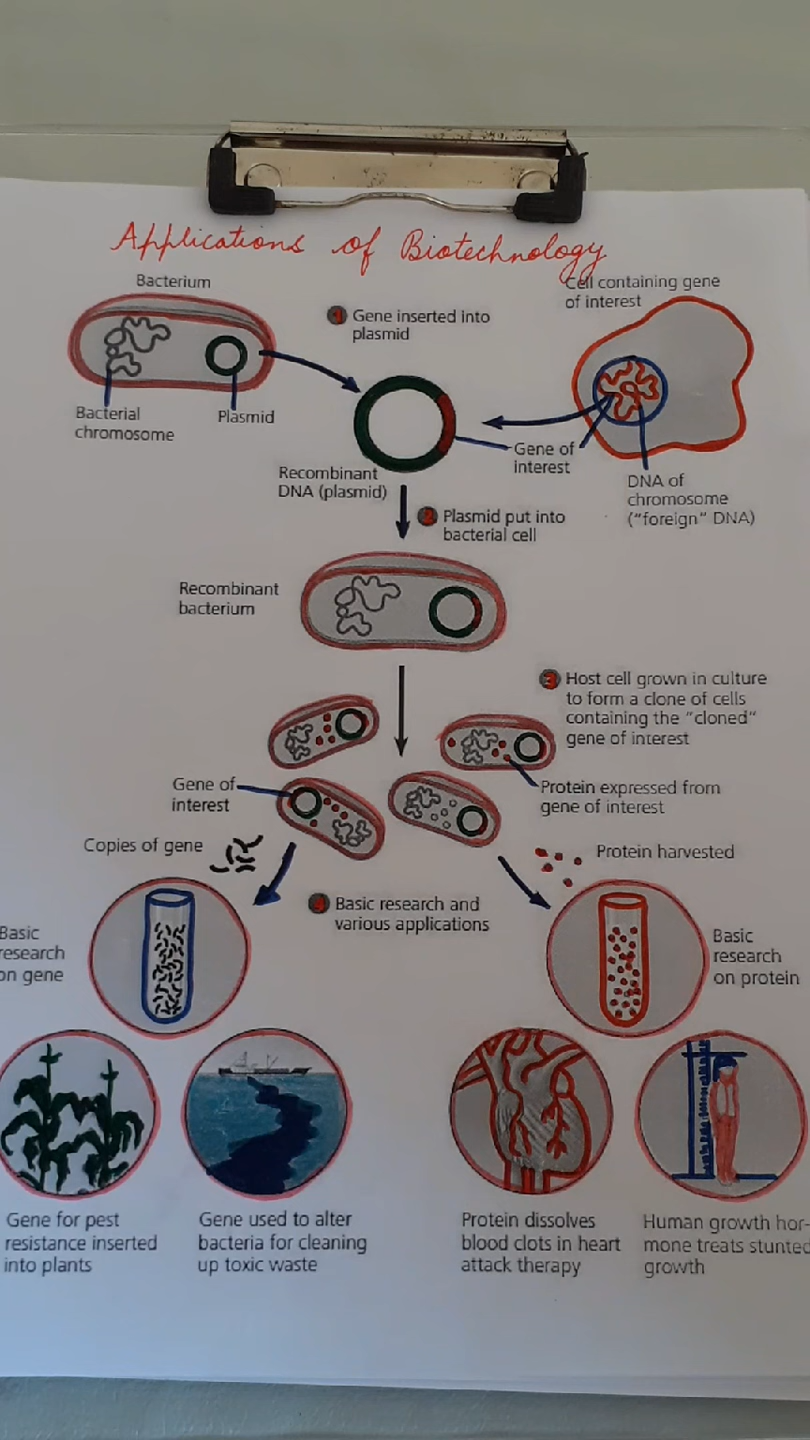 Applications of Biotechnology
Bacterium
Cell containing gene
of interest
1 Gene inserted into
plasmid
Bacterial
chromosome
Plasmid
Gene of
interest
Recombinant
DNA (plasmid)
DNA of
chromosome
("foreign" DNA)
2 Plasmid put into
bacterial cell
Recombinant
bacterium
3 Host cell grown in culture
to form a clone of cells
containing the "cloned"
gene of interest
Gene of
interest
Protein expressed from
gene of interest
Copies of gene
Protein harvested
4 Basic research and
various applications
Basic
research
on gene
Basic
research
on protein
Gene for pest
resistance inserted
into plants
Gene used to alter
bacteria for cleaning
up toxic waste
Protein dissolves
blood clots in heart
attack therapy
Human growth hor-
mone treats stunted
growth